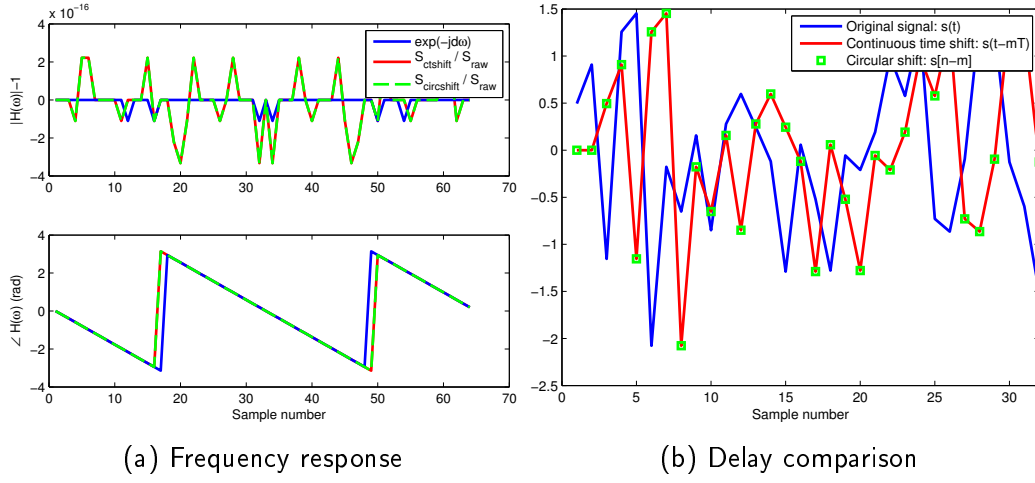 x 10^-16
4
2
0
−2
−4
0 10 20 30 40 50 60 70
|H(ω)|−1
exp(−jdω)
S_ctshift / S_raw
S_circshift / S_raw
4
2
0
−2
−4
0 10 20 30 40 50 60 70
∠ H(ω) (rad)
Sample number
(a) Frequency response
1.5
1
0.5
0
−0.5
−1
−1.5
−2
−2.5
0 5 10 15 20 25 30
Sample number
Original signal: s(t)
Continuous time shift: s(t−mT)
Circular shift: s[n−m]
(b) Delay comparison